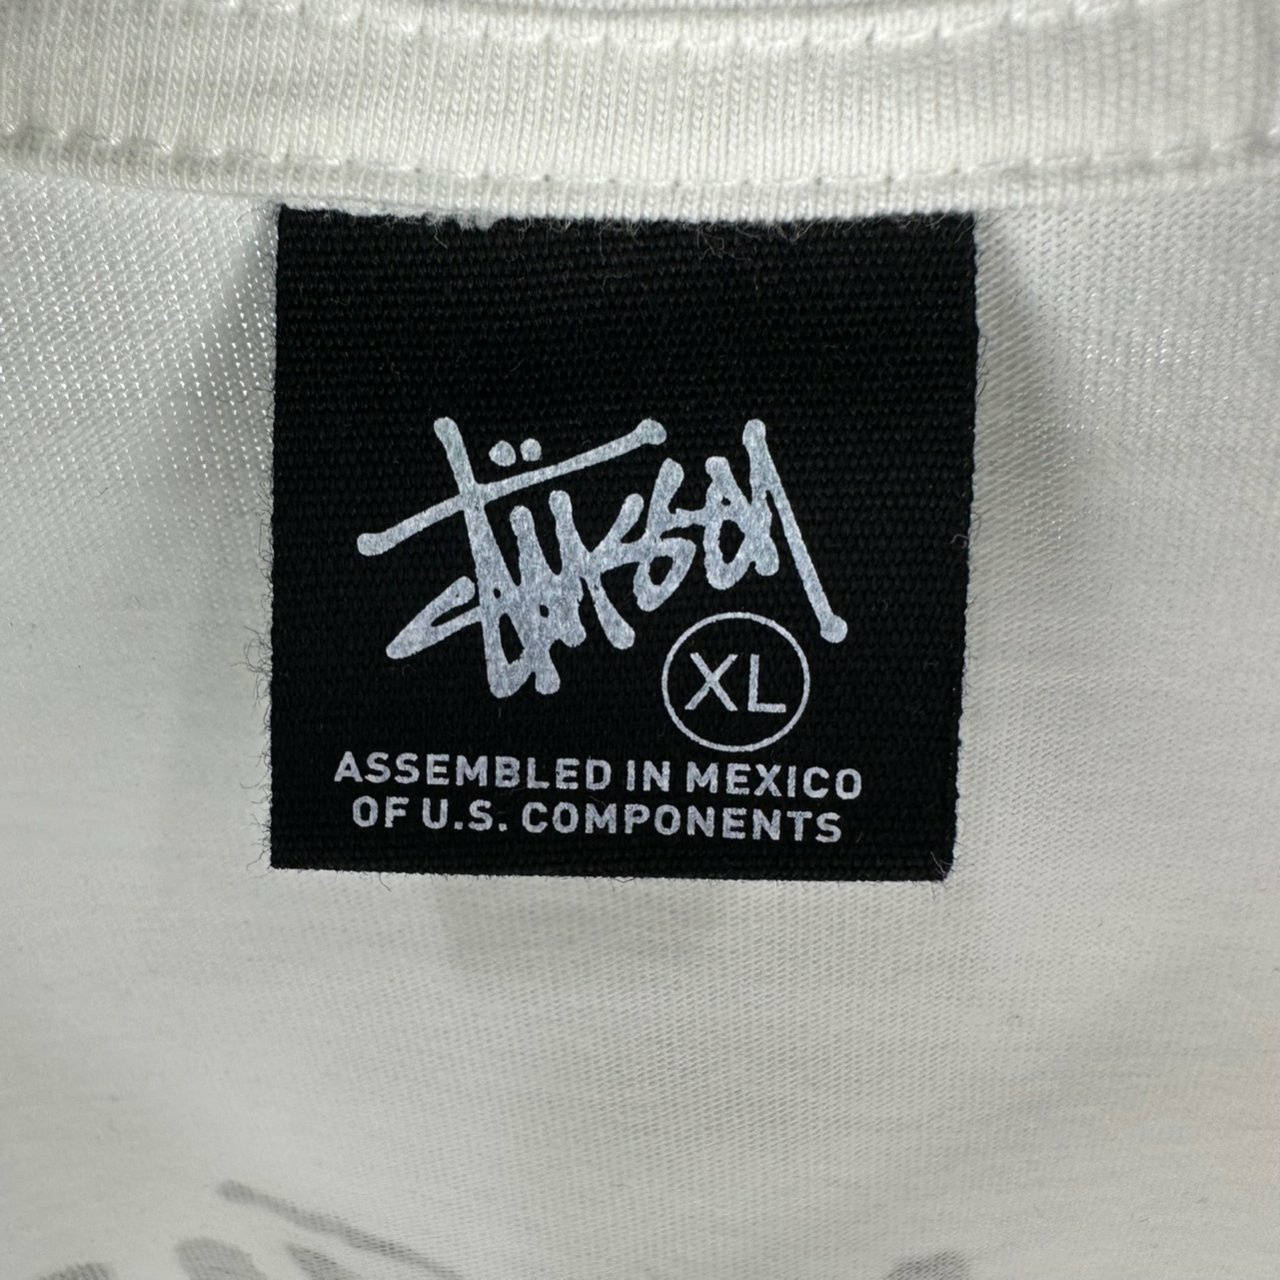 Stüssy
XL
ASSEMBLED IN MEXICO
OF U.S. COMPONENTS